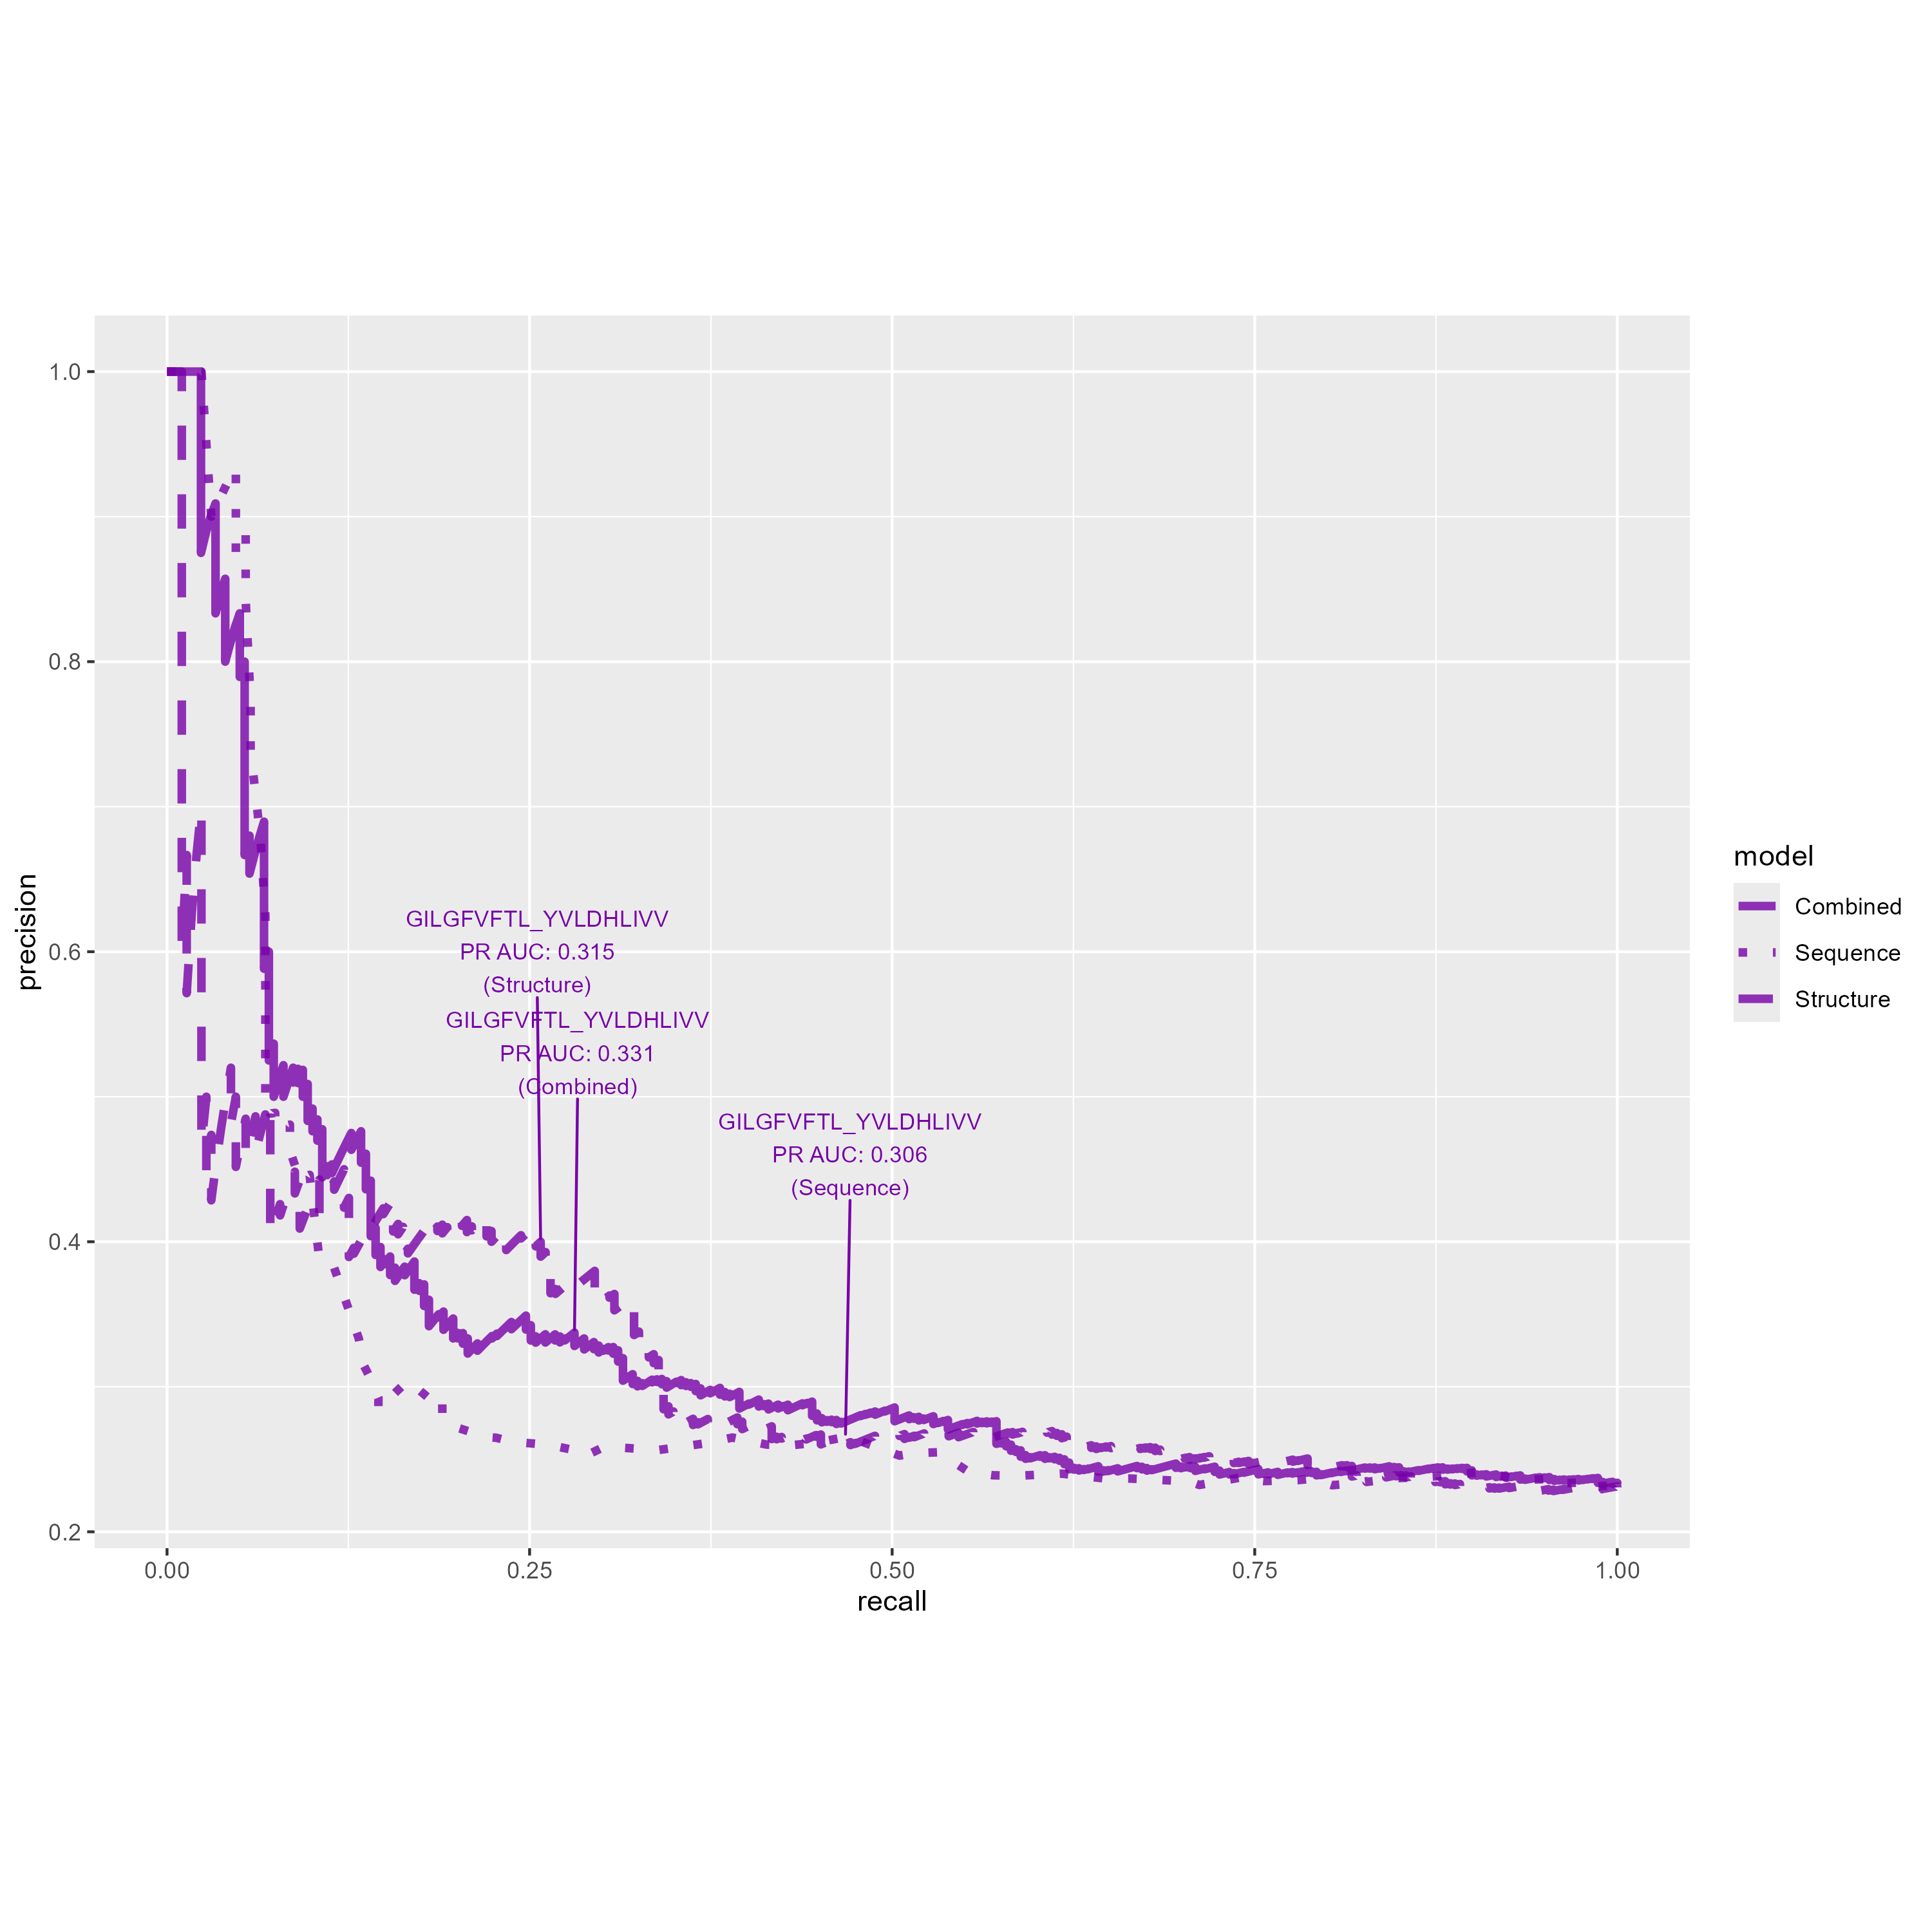 1.0
0.8
0.6
0.4
0.2
precision
GILGFVFTL_YVLDHLIVV
PR AUC: 0.315
(Structure)
GILGFVFTL_YVLDHLIVV
PR AUC: 0.331
(Combined)
GILGFVFTL_YVLDHLIVV
PR AUC: 0.306
(Sequence)
0.00
0.25
0.50
0.75
1.00
recall
model
Combined
Sequence
Structure